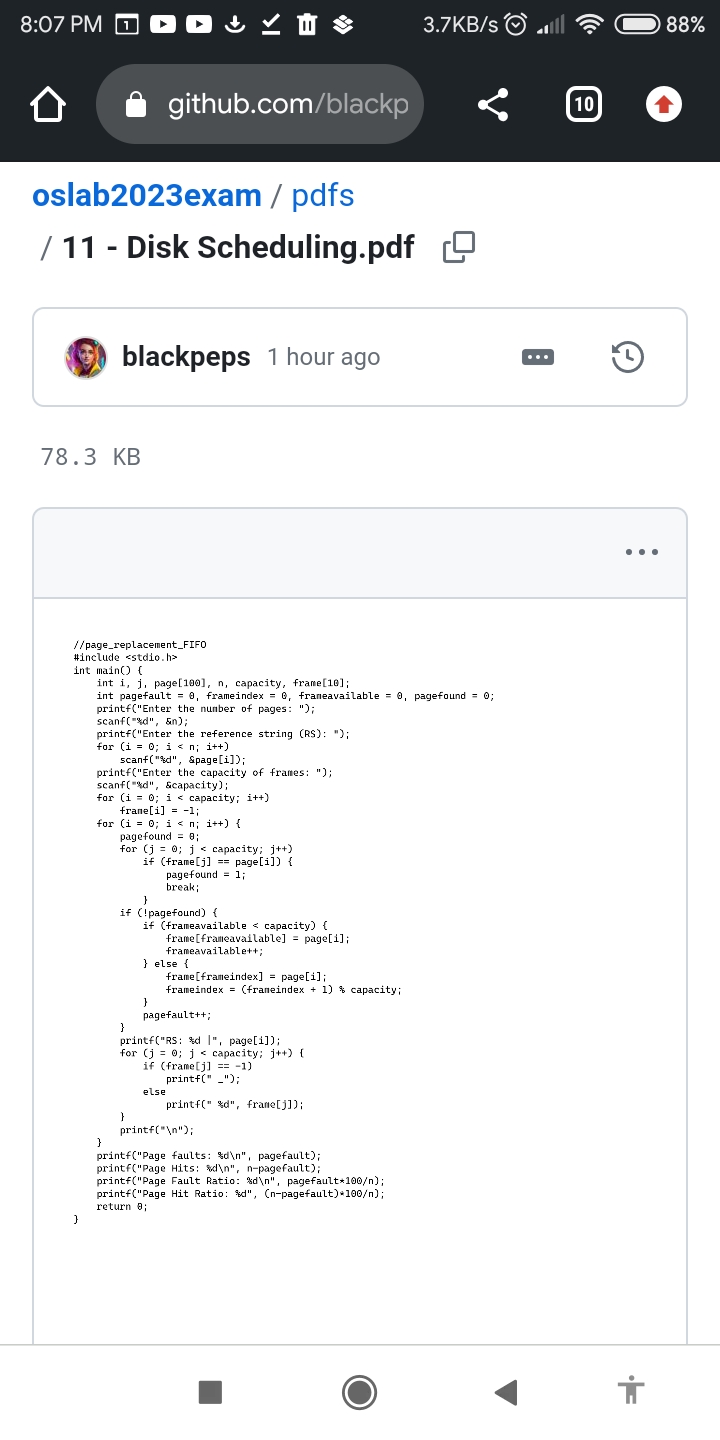 8:07 PM 1 3.7KB/s 88%
github.com/blackp 10
oslab2023exam / pdfs
/ 11 - Disk Scheduling.pdf
blackpeps 1 hour ago
78.3 KB
//page_replacement_FIFO
#include <stdio.h>
int main() {
    int i, j, page[100], n, capacity, frame[10];
    int pagefault = 0, frameindex = 0, frameavailable = 0, pagefound = 0;
    printf("Enter the number of pages: ");
    scanf("%d", &n);
    printf("Enter the reference string (RS): ");
    for (i = 0; i < n; i++)
        scanf("%d", &page[i]);
    printf("Enter the capacity of frames: ");
    scanf("%d", &capacity);
    for (i = 0; i < capacity; i++)
        frame[i] = -1;
    for (i = 0; i < n; i++) {
        pagefound = 0;
        for (j = 0; j < capacity; j++)
            if (frame[j] == page[i]) {
                pagefound = 1;
                break;
            }
        if (!pagefound) {
            if (frameavailable < capacity) {
                frame[frameavailable] = page[i];
                frameavailable++;
            } else {
                frame[frameindex] = page[i];
                frameindex = (frameindex + 1) % capacity;
            }
            pagefault++;
        }
        printf("RS: %d |", page[i]);
        for (j = 0; j < capacity; j++) {
            if (frame[j] == -1)
                printf(" _");
            else
                printf(" %d", frame[j]);
        }
        printf("\n");
    }
    printf("Page faults: %d\n", pagefault);
    printf("Page Hits: %d\n", n-pagefault);
    printf("Page Fault Ratio: %d\n", pagefault*100/n);
    printf("Page Hit Ratio: %d", (n-pagefault)*100/n);
    return 0;
}